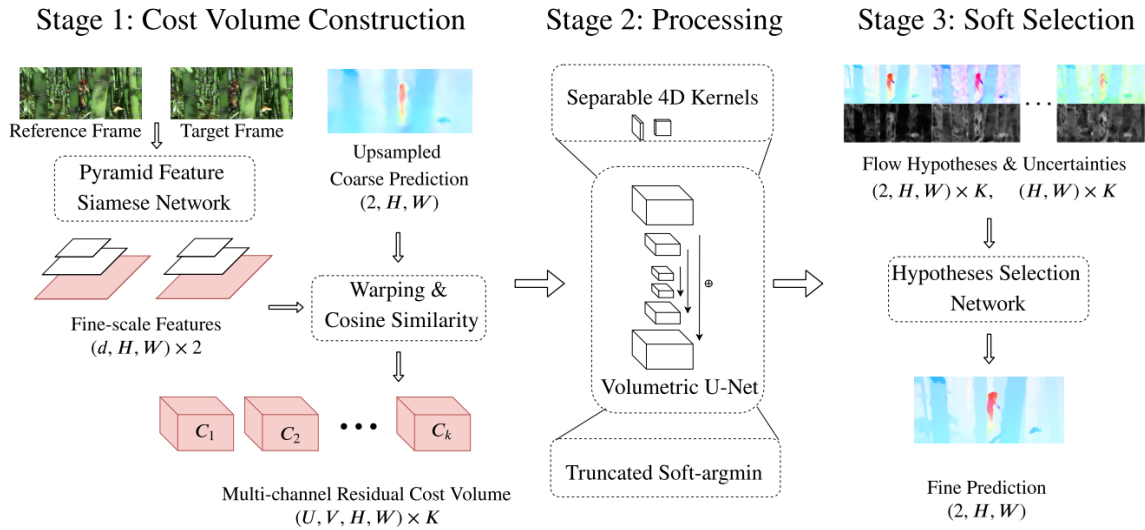 Stage 1: Cost Volume Construction
Reference Frame
Target Frame
Pyramid Feature
Siamese Network
Upsampled
Coarse Prediction
(2, H, W)
Fine-scale Features
(d, H, W) × 2
Warping &
Cosine Similarity
C₁
C₂
•••
Cₖ
Multi-channel Residual Cost Volume
(U, V, H, W) × K
Stage 2: Processing
Separable 4D Kernels
⊕
Volumetric U-Net
Truncated Soft-argmin
Stage 3: Soft Selection
Flow Hypotheses & Uncertainties
(2, H, W) × K, (H, W) × K
Hypotheses Selection
Network
Fine Prediction
(2, H, W)